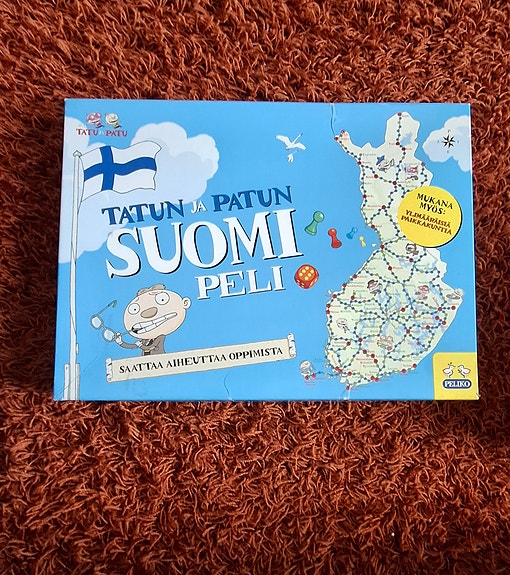 TATU JA PATU
TATUN JA PATUN
SUOMI
PELI
SAATTAA AIHEUTTAA OPPIMISTA
MUKANA
MYÖS:
YLIMÄÄRÄISIÄ
PAIKKAKUNTIA
PELIKO